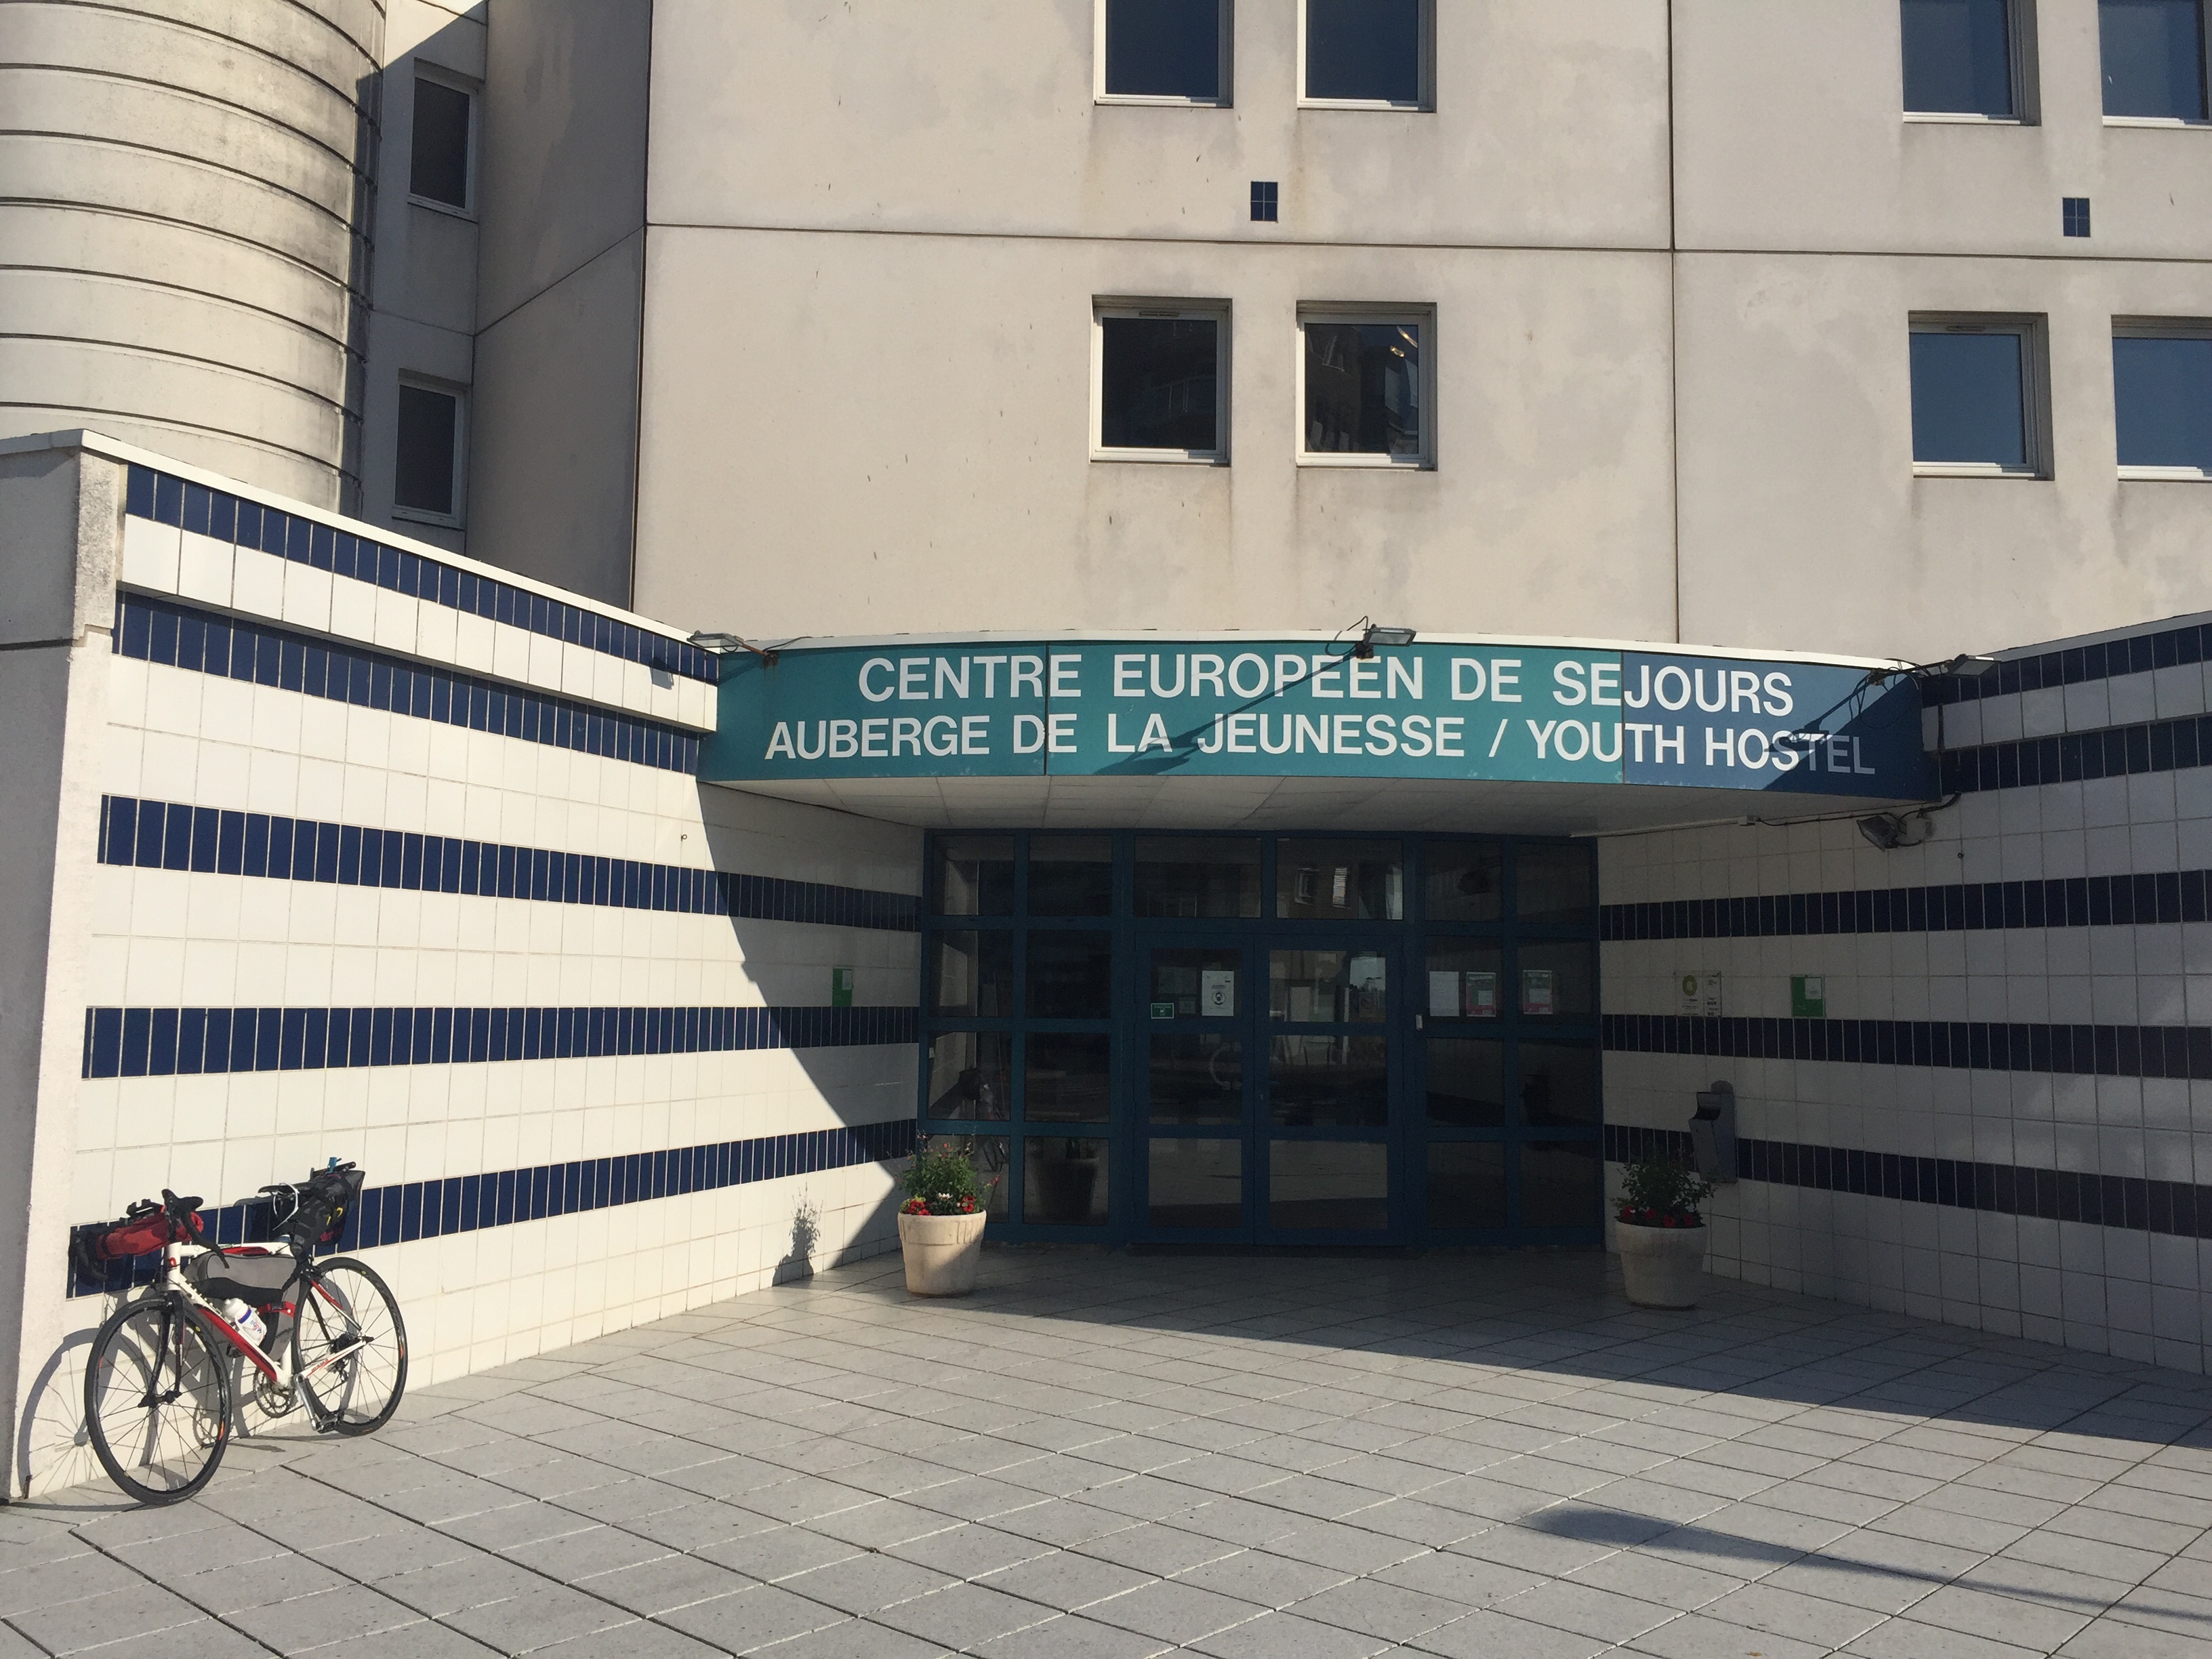 CENTRE EUROPEEN DE SEJOURS
AUBERGE DE LA JEUNESSE / YOUTH HOSTEL